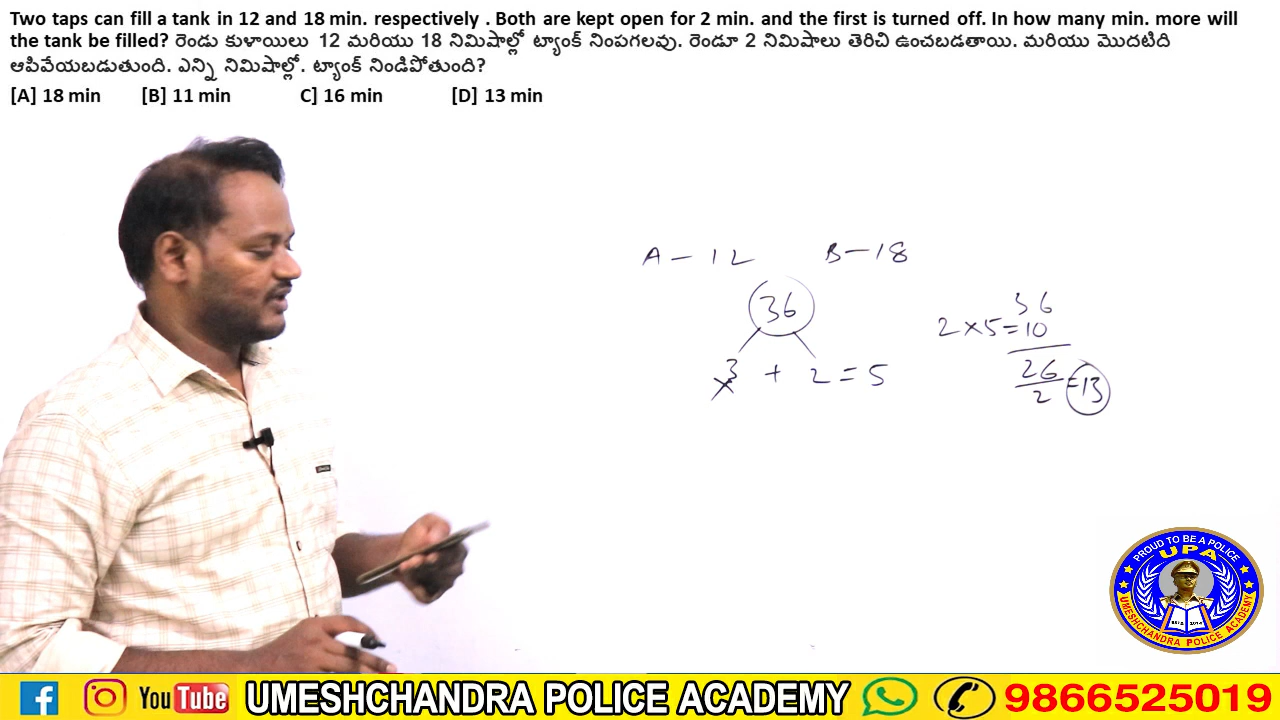 Two taps can fill a tank in 12 and 18 min. respectively . Both are kept open for 2 min. and the first is turned off. In how many min. more will
the tank be filled? రెండు కుళాయిలు 12 మరియు 18 నిమిషాల్లో ట్యాంక్ నింపగలవు. రెండూ 2 నిమిషాలు తెరిచి ఉంచబడతాయి. మరియు మొదటిది
ఆపివేయబడుతుంది. ఎన్ని నిమిషాల్లో. ట్యాంక్ నిండిపోతుంది?
[A] 18 min [B] 11 min C] 16 min [D] 13 min
A - 12 B - 18
36
3 + 2 = 5
36
2 x 5 = 10
26
2 = 13
PROUD TO BE A POLICE
UPA
UMESHCHANDRA POLICE ACADEMY
f YouTube UMESHCHANDRA POLICE ACADEMY 9866525019